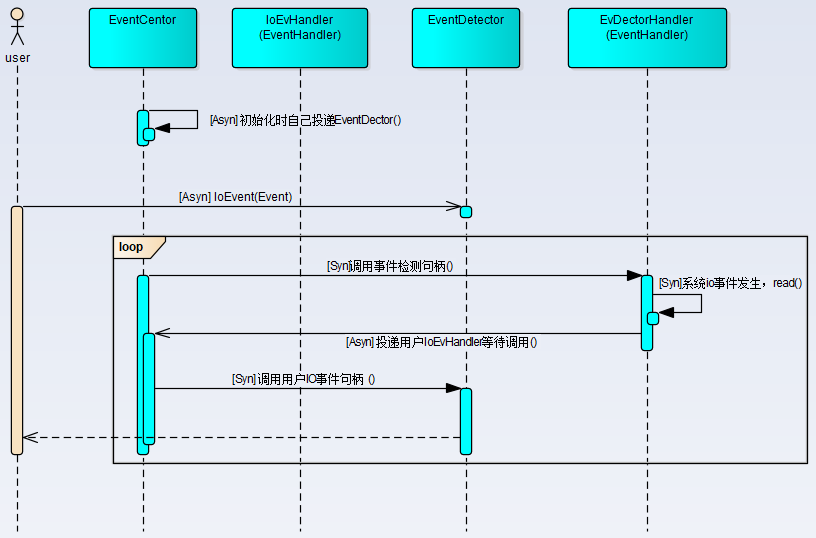 EventCentor
IoEvHandler
(EventHandler)
EventDetector
EvDectorHandler
(EventHandler)
user
[Asyn]初始化时自己投递EventDector()
[Asyn] IoEvent(Event)
loop
[Syn]调用事件检测句柄()
[Syn]系统io事件发生，read()
[Asyn]投递用户IoEvHandler等待调用()
[Syn]调用用户IO事件句柄 ()